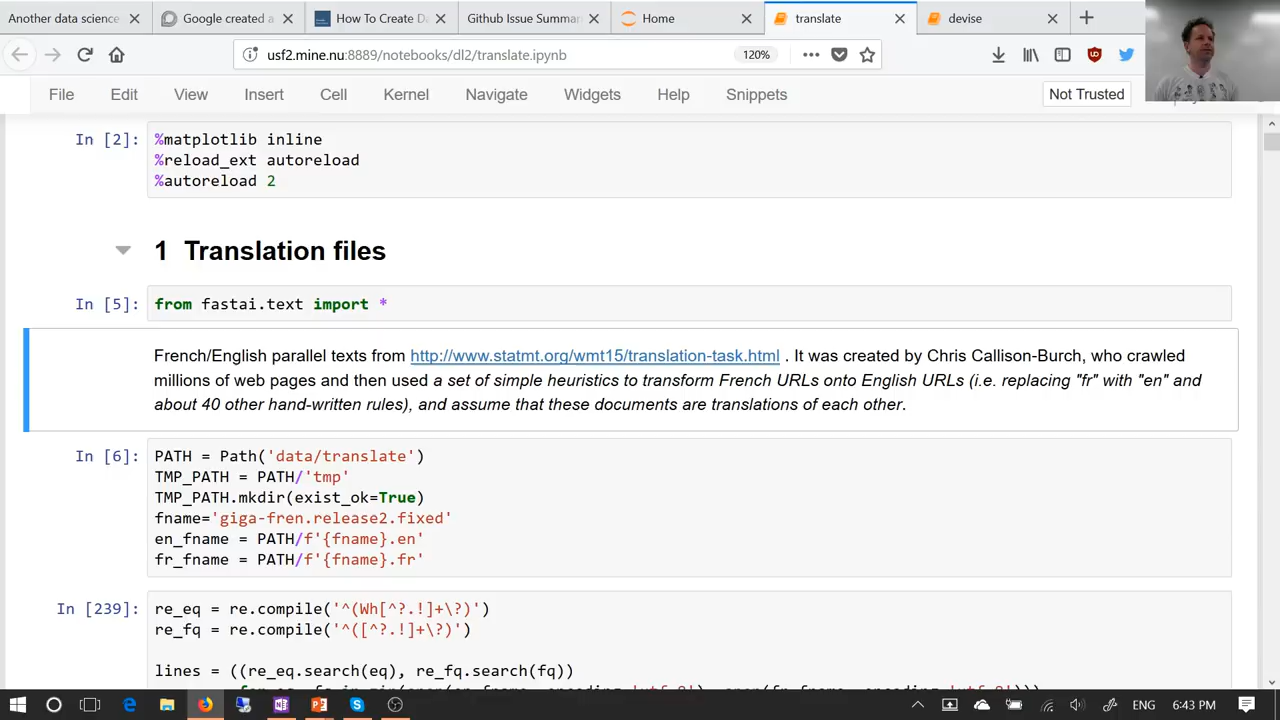 Another data science
Google created a
How To Create Da
Github Issue Summar
Home
translate
devise
usf2.mine.nu:8889/notebooks/dl2/translate.ipynb
120%
File Edit View Insert Cell Kernel Navigate Widgets Help Snippets
Not Trusted
In [2]: %matplotlib inline
%reload_ext autoreload
%autoreload 2
1 Translation files
In [5]: from fastai.text import *
French/English parallel texts from http://www.statmt.org/wmt15/translation-task.html . It was created by Chris Callison-Burch, who crawled
millions of web pages and then used a set of simple heuristics to transform French URLs onto English URLs (i.e. replacing "fr" with "en" and
about 40 other hand-written rules), and assume that these documents are translations of each other.
In [6]: PATH = Path('data/translate')
TMP_PATH = PATH/'tmp'
TMP_PATH.mkdir(exist_ok=True)
fname='giga-fren.release2.fixed'
en_fname = PATH/f'{fname}.en'
fr_fname = PATH/f'{fname}.fr'
In [239]: re_eq = re.compile('^(Wh[^?.!]+\?)')
re_fq = re.compile('^([^?.!]+\?)')
lines = ((re_eq.search(eq), re_fq.search(fq))
ENG 6:43 PM